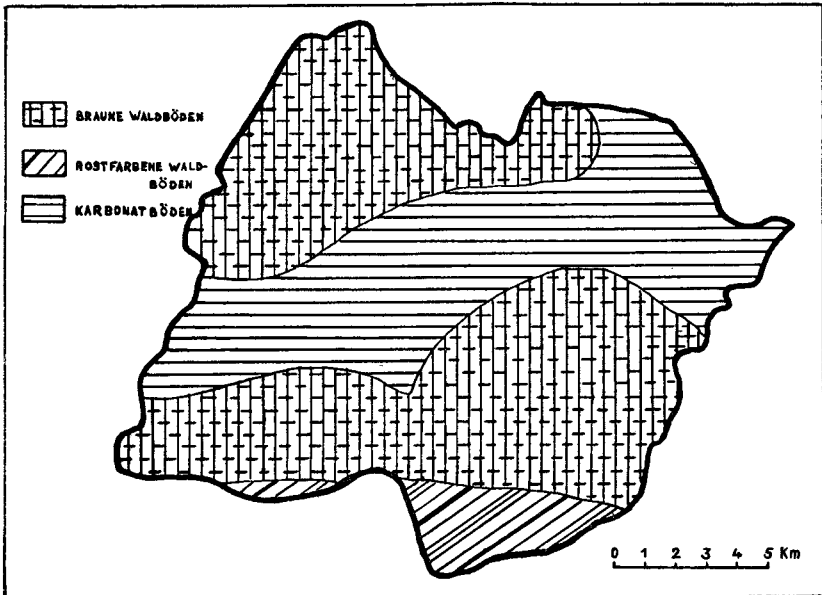 BRAUNE WALDBÖDEN
ROSTFARBENE WALD-
BÖDEN
KARBONATBÖDEN
0 1 2 3 4 5 Km